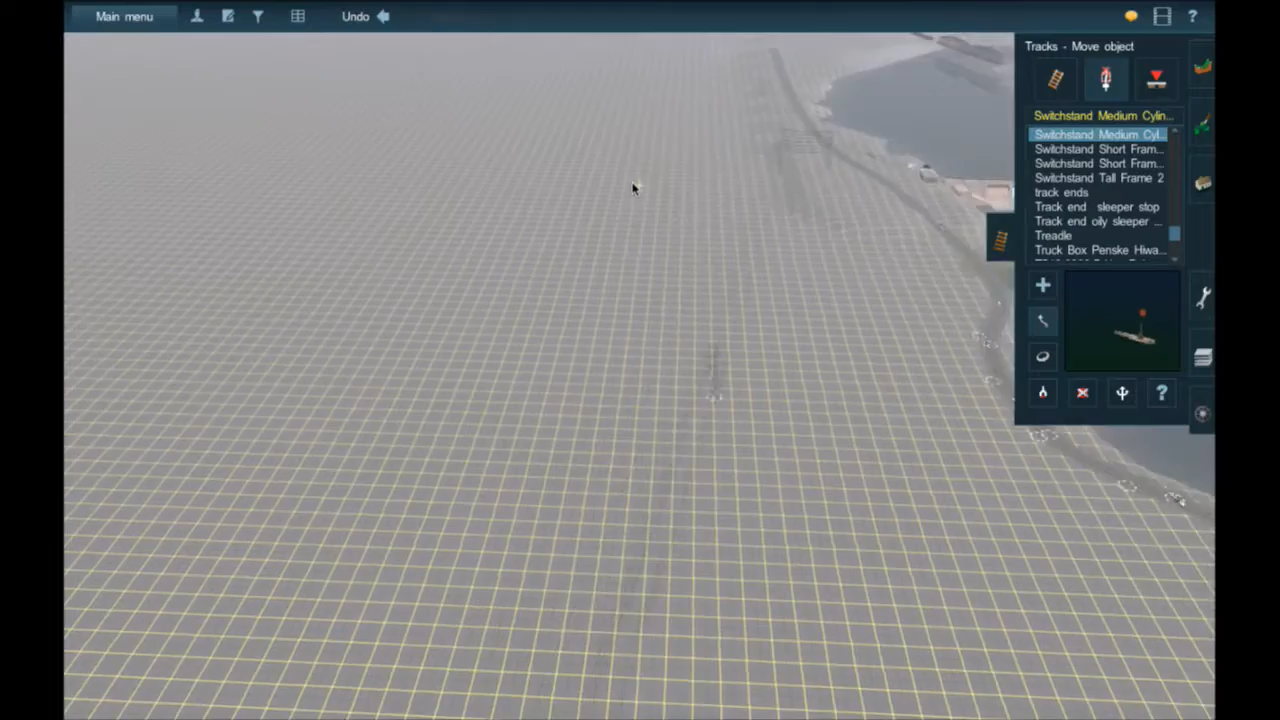 Main menu
Undo
?
Tracks - Move object
Switchstand Medium Cylin...
Switchstand Medium Cyl...
Switchstand Short Fram...
Switchstand Short Fram...
Switchstand Tall Frame 2
track ends
Track end sleeper stop
Track end oily sleeper ...
Treadle
Truck Box Penske Hiwa...
?